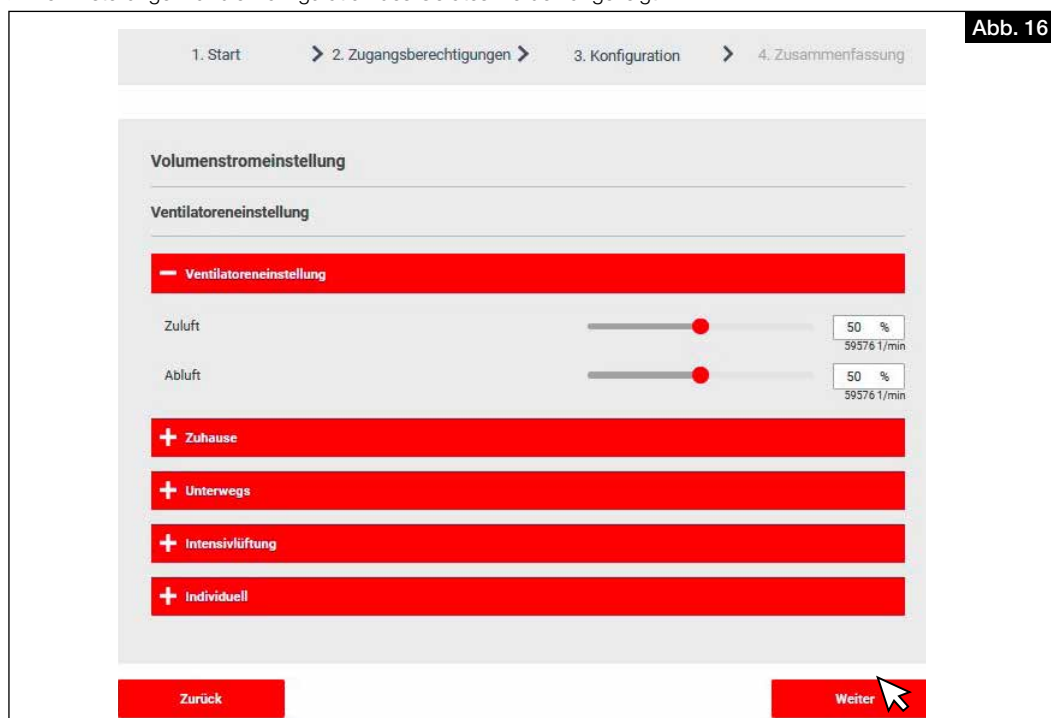 Abb. 16
1. Start > 2. Zugangsberechtigungen > 3. Konfiguration > 4. Zusammenfassung
Volumenstromeinstellung
Ventilatoreneinstellung
Ventilatoreneinstellung
Zuluft 50 %
59576 1/min
Abluft 50 %
59576 1/min
Zuhause
Unterwegs
Intensivlüftung
Individuell
Zurück Weiter